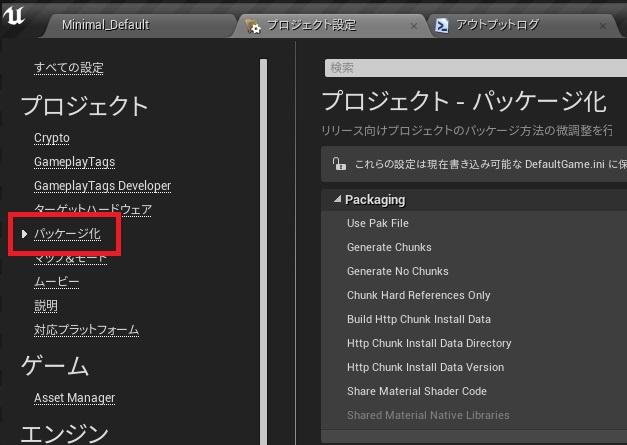 Minimal_Default
プロジェクト設定
アウトプットログ
すべての設定
プロジェクト
Crypto
GameplayTags
GameplayTags Developer
ターゲットハードウェア
パッケージ化
マップ&モード
ムービー
説明
対応プラットフォーム
ゲーム
Asset Manager
エンジン
検索
プロジェクト - パッケージ化
リリース向けプロジェクトのパッケージ方法の微調整を行
これらの設定は現在書き込み可能な DefaultGame.ini に保
Packaging
Use Pak File
Generate Chunks
Generate No Chunks
Chunk Hard References Only
Build Http Chunk Install Data
Http Chunk Install Data Directory
Http Chunk Install Data Version
Share Material Shader Code
Shared Material Native Libraries